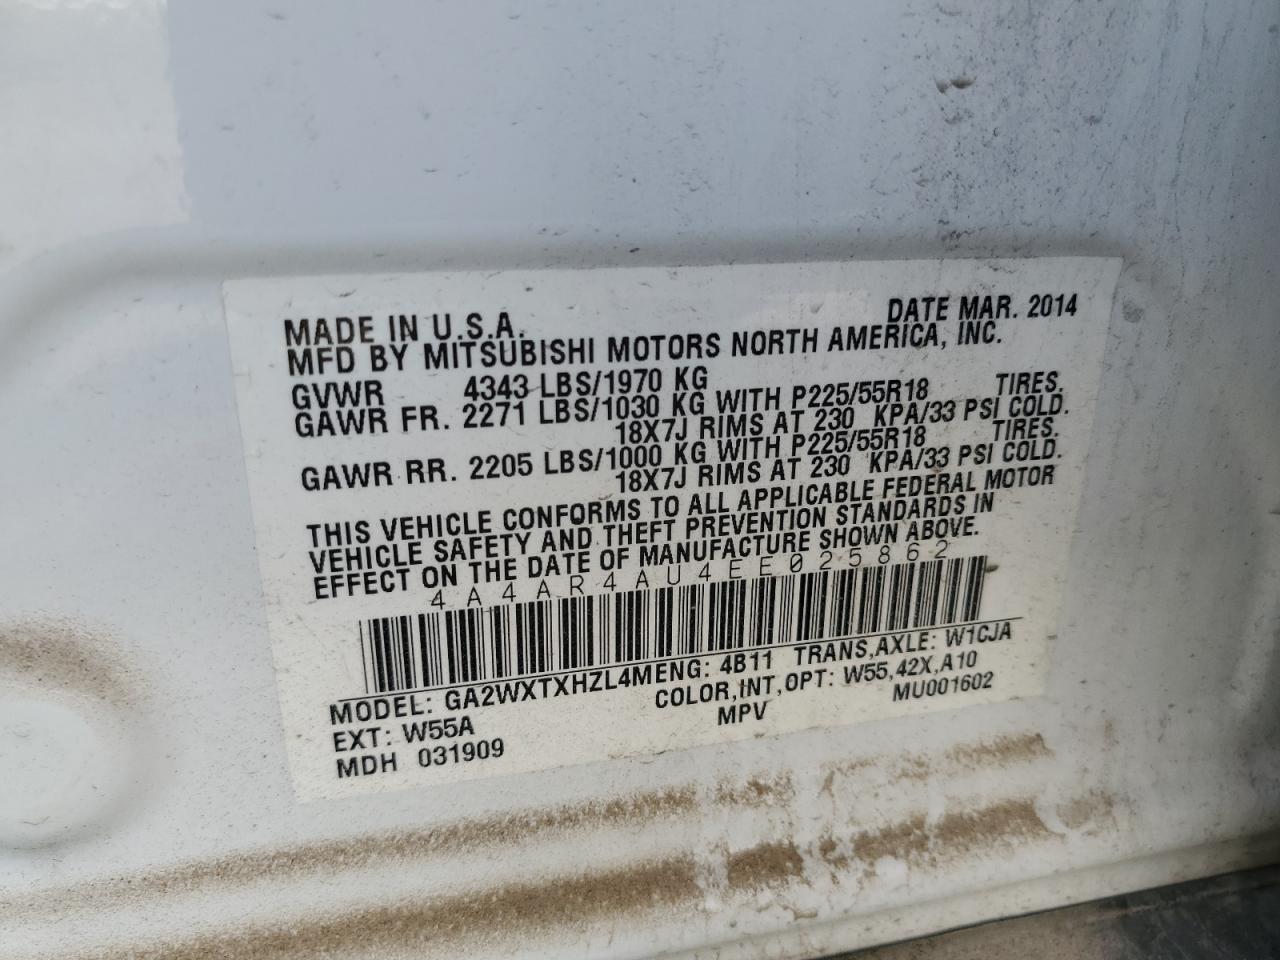 DATE MAR. 2014
MADE IN U.S.A.
MFD BY MITSUBISHI MOTORS NORTH AMERICA, INC.
GVWR 4343 LBS/1970 KG
GAWR FR. 2271 LBS/1030 KG WITH P225/55R18 TIRES.
18X7J RIMS AT 230 KPA/33 PSI COLD.
GAWR RR. 2205 LBS/1000 KG WITH P225/55R18 TIRES.
18X7J RIMS AT 230 KPA/33 PSI COLD.
THIS VEHICLE CONFORMS TO ALL APPLICABLE FEDERAL MOTOR
VEHICLE SAFETY AND THEFT PREVENTION STANDARDS IN
EFFECT ON THE DATE OF MANUFACTURE SHOWN ABOVE.
4A4AR4AU4EE025862
MODEL: GA2WXTXHZL4MENG: 4B11 TRANS,AXLE: W1CJA
EXT: W55A COLOR,INT,OPT: W55,42X,A10
MDH 031909 MPV MU001602